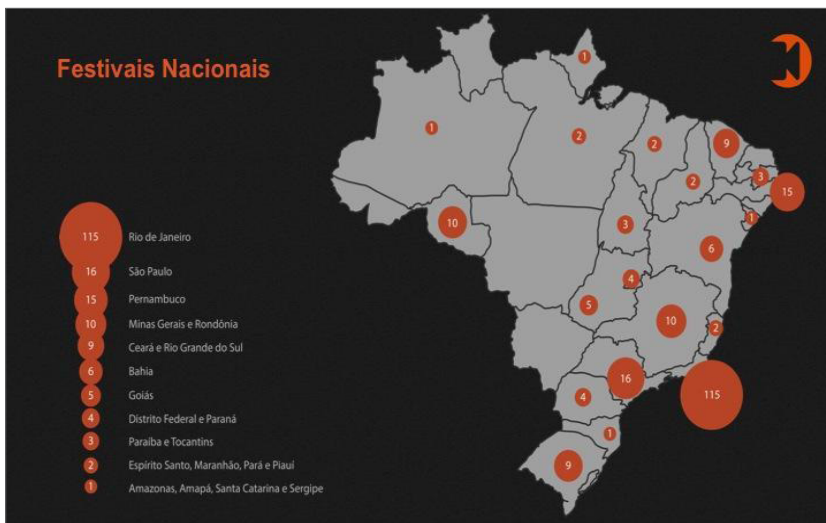 Festivais Nacionais
115 Rio de Janeiro
16 São Paulo
15 Pernambuco
10 Minas Gerais e Rondônia
9 Ceará e Rio Grande do Sul
6 Bahia
5 Goiás
4 Distrito Federal e Paraná
3 Paraíba e Tocantins
2 Espírito Santo, Maranhão, Pará e Piauí
1 Amazonas, Amapá, Santa Catarina e Sergipe
1
1
2
2
9
2
3
15
10
3
1
6
4
5
10
2
16
115
4
1
9